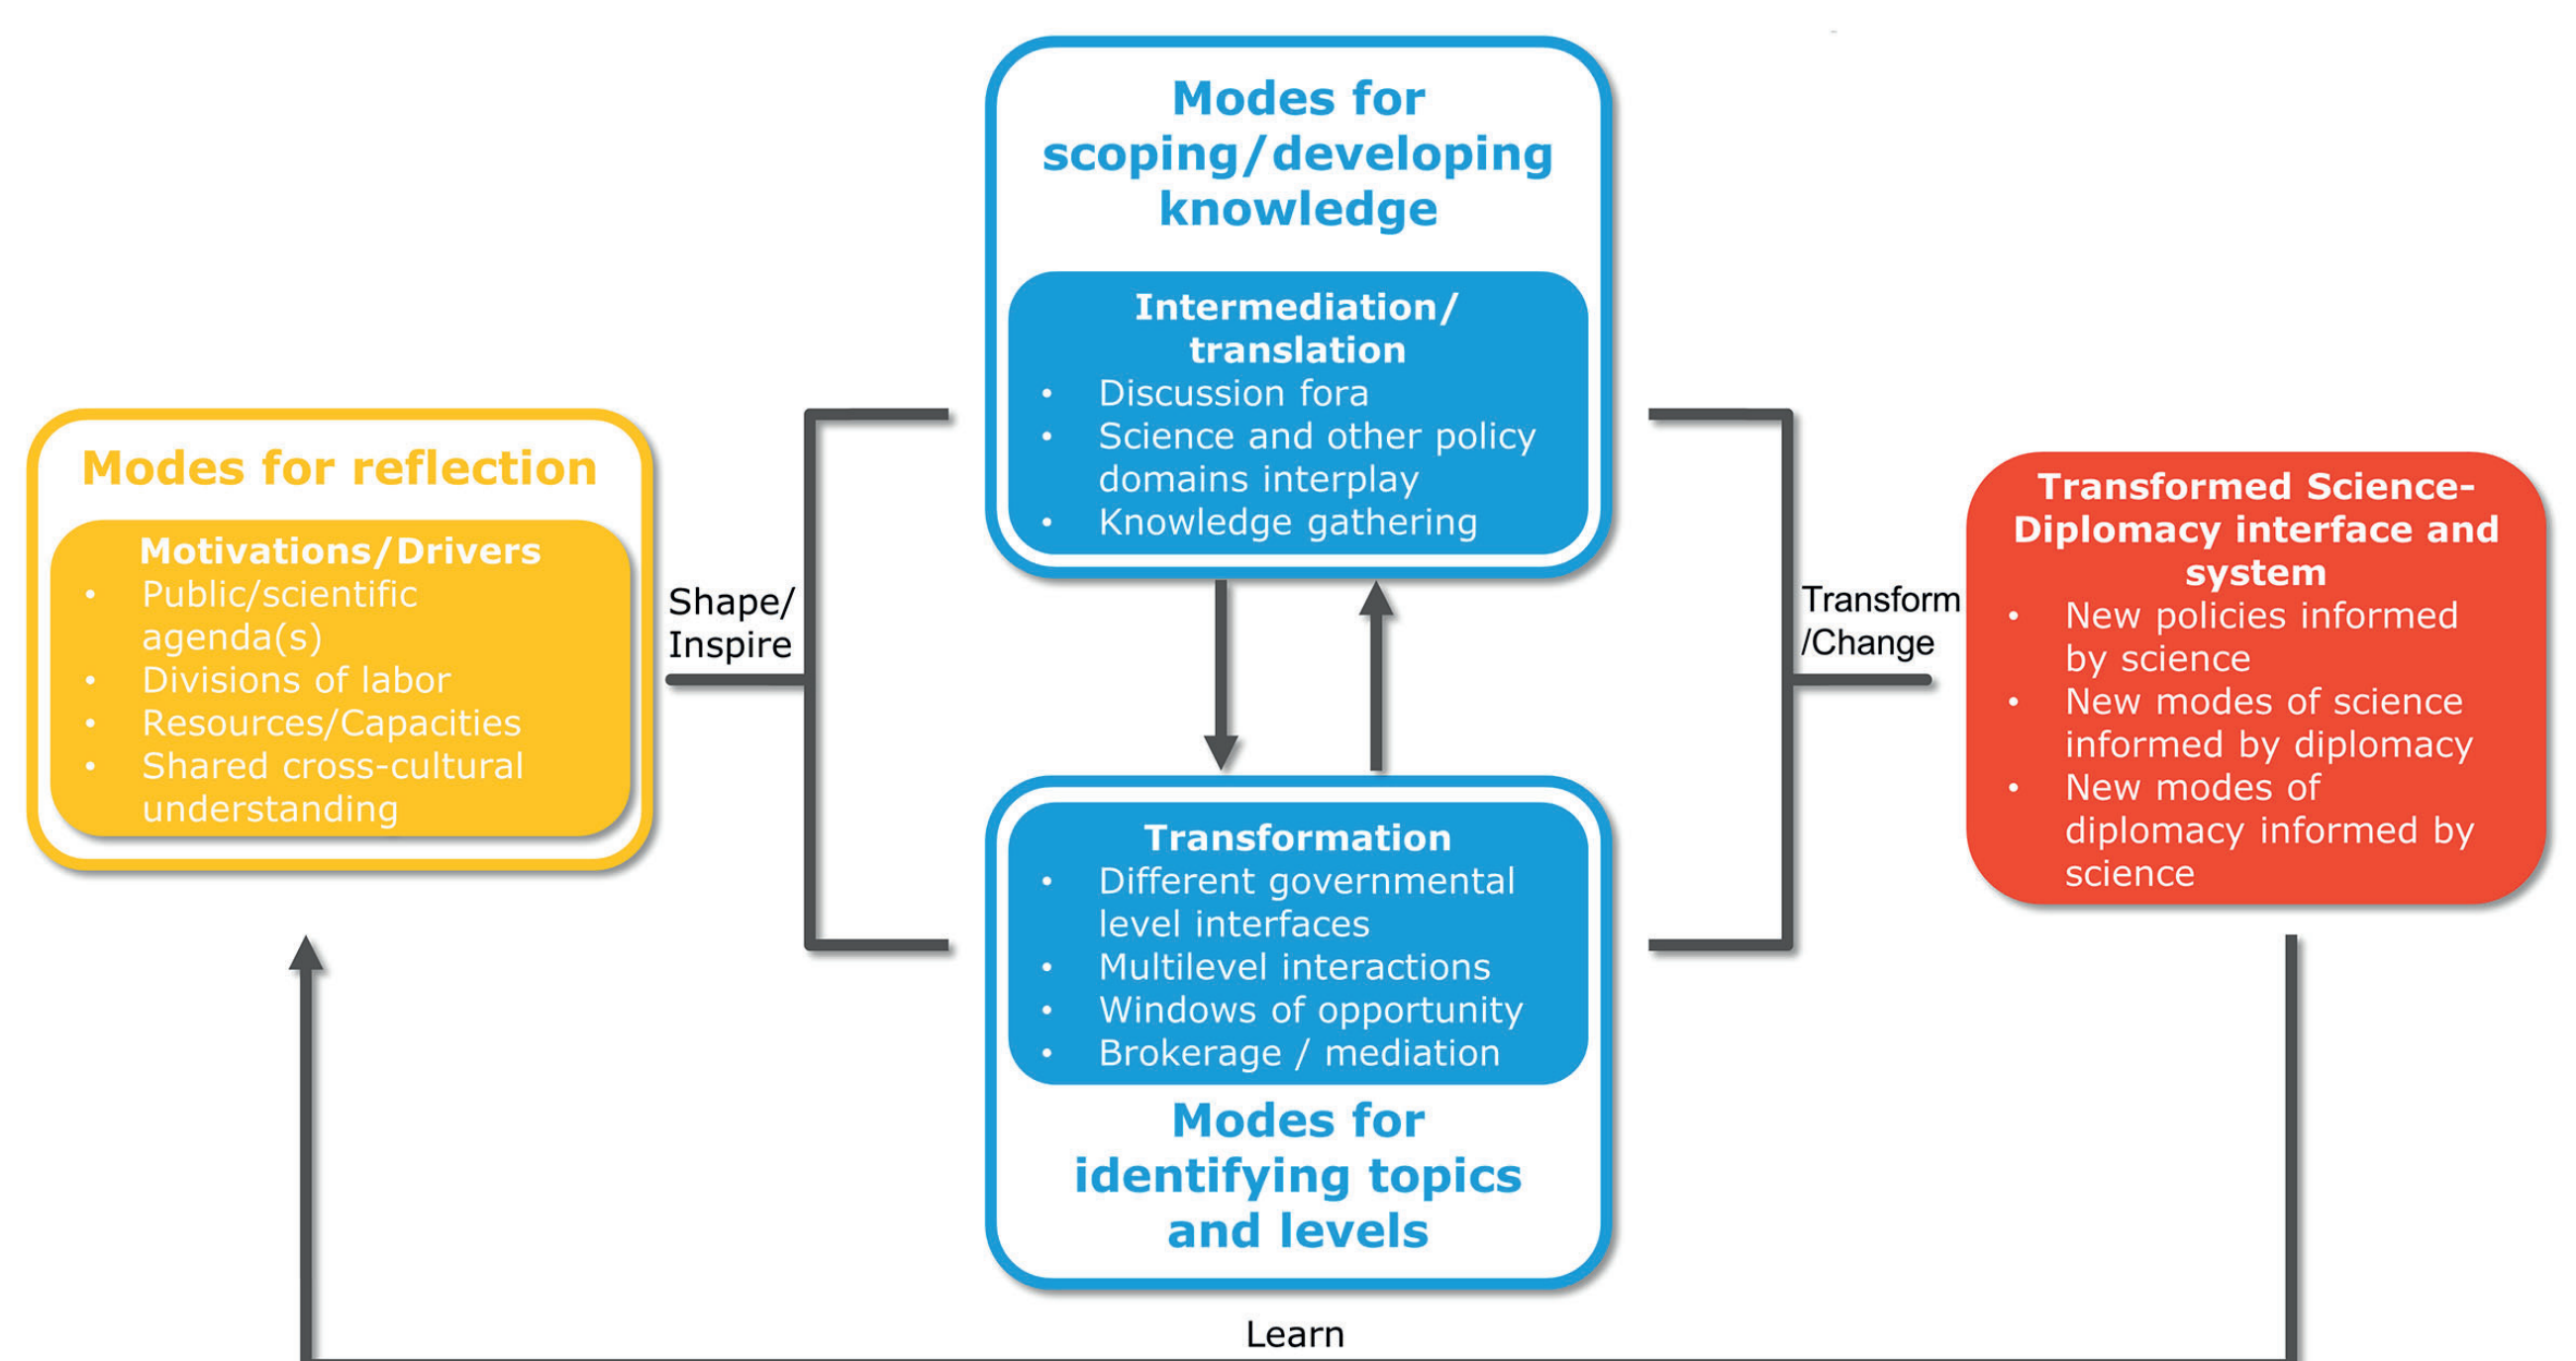 Modes for
scoping/developing
knowledge
Intermediation/
translation
• Discussion fora
• Science and other policy
domains interplay
• Knowledge gathering
Modes for reflection
Motivations/Drivers
• Public/scientific
agenda(s)
• Divisions of labor
• Resources/Capacities
• Shared cross-cultural
understanding
Shape/
Inspire
Transformation
• Different governmental
level interfaces
• Multilevel interactions
• Windows of opportunity
• Brokerage / mediation
Modes for
identifying topics
and levels
Transform
/Change
Transformed Science-
Diplomacy interface and
system
• New policies informed
by science
• New modes of science
informed by diplomacy
• New modes of
diplomacy informed by
science
Learn